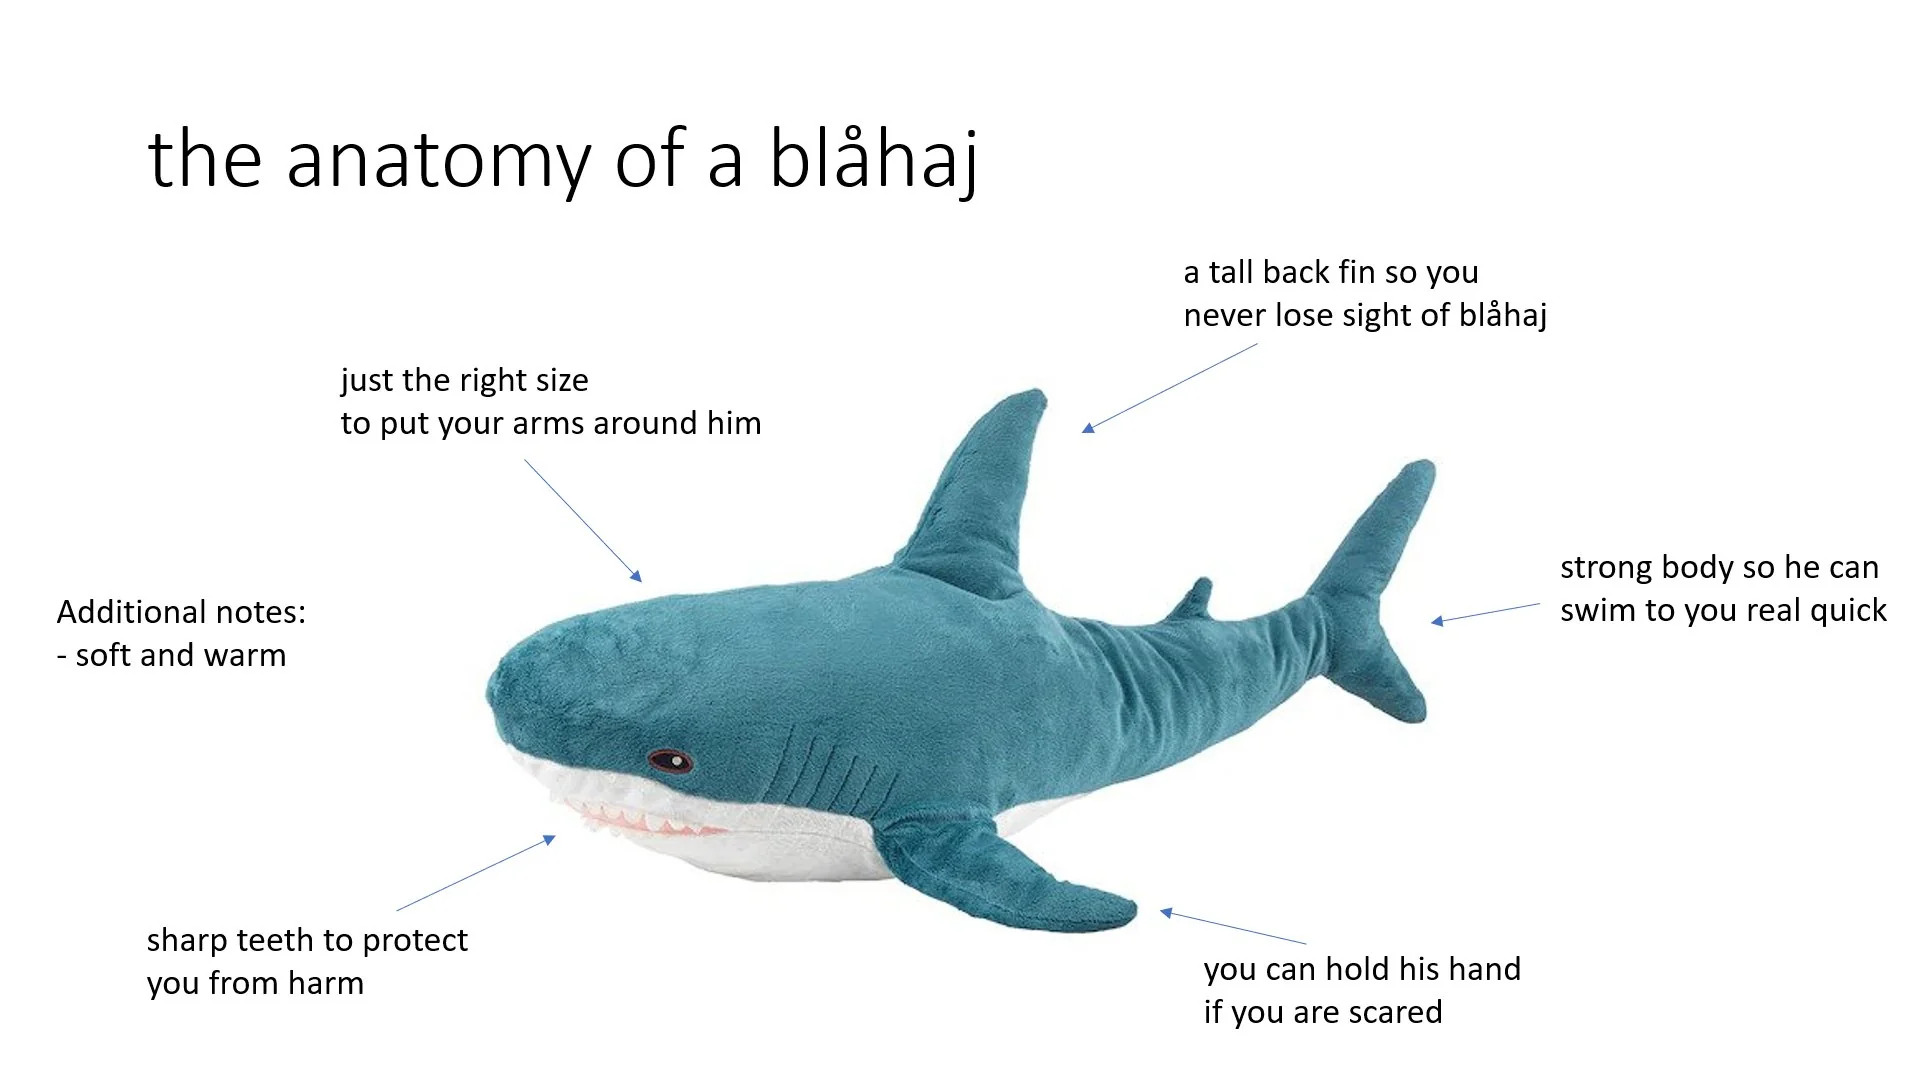 the anatomy of a blåhaj
a tall back fin so you
never lose sight of blåhaj
just the right size
to put your arms around him
strong body so he can
swim to you real quick
Additional notes:
- soft and warm
sharp teeth to protect
you from harm
you can hold his hand
if you are scared